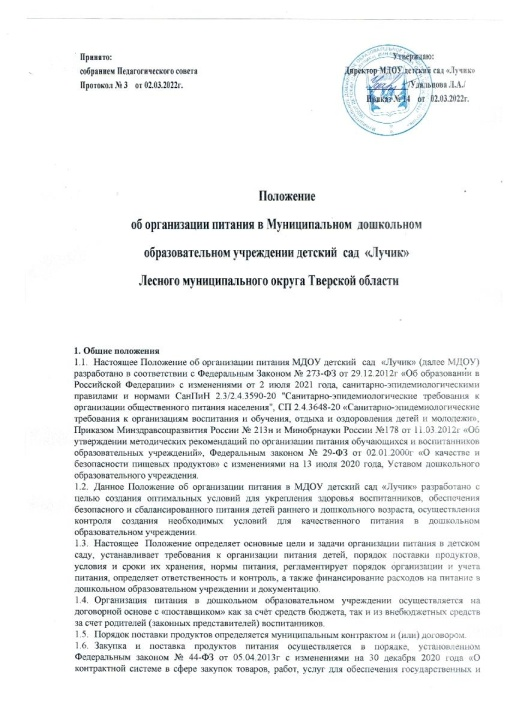 Принято:
собранием Педагогического совета
Протокол № 3 от 02.03.2022г.
Утверждаю:
Директор МДОУ детский сад «Лучик»
/Удальцова Л.А./
Приказ № 14 от 02.03.2022г.
Положение
об организации питания в Муниципальном дошкольном
образовательном учреждении детский сад «Лучик»
Лесного муниципального округа Тверской области
1. Общие положения
1.1. Настоящее Положение об организации питания МДОУ детский сад «Лучик» (далее МДОУ)
разработано в соответствии с Федеральным Законом № 273-ФЗ от 29.12.2012г «Об образовании в
Российской Федерации» с изменениями от 2 июля 2021 года, санитарно-эпидемиологическими
правилами и нормами СанПиН 2.3/2.4.3590-20 "Санитарно-эпидемиологические требования к
организации общественного питания населения", СП 2.4.3648-20 «Санитарно-эпидемиологические
требования к организациям воспитания и обучения, отдыха и оздоровления детей и молодежи»,
Приказом Минздравсоцразвития России № 213н и Минобрнауки России №178 от 11.03.2012г «Об
утверждении методических рекомендаций по организации питания обучающихся и воспитанников
образовательных учреждений», Федеральным законом № 29-ФЗ от 02.01.2000г «О качестве и
безопасности пищевых продуктов» с изменениями на 13 июля 2020 года, Уставом дошкольного
образовательного учреждения.
1.2. Данное Положение об организации питания в МДОУ детский сад «Лучик» разработано с
целью создания оптимальных условий для укрепления здоровья воспитанников, обеспечения
безопасного и сбалансированного питания детей раннего и дошкольного возраста, осуществления
контроля создания необходимых условий для качественного питания в дошкольном
образовательном учреждении.
1.3. Настоящее Положение определяет основные цели и задачи организации питания в детском
саду, устанавливает требования к организации питания детей, порядок поставки продуктов,
условия и сроки их хранения, нормы питания, регламентирует порядок организации и учета
питания, определяет ответственность и контроль, а также финансирование расходов на питание в
дошкольном образовательном учреждении и документацию.
1.4. Организация питания в дошкольном образовательном учреждении осуществляется на
договорной основе с «поставщиком» как за счёт средств бюджета, так и из внебюджетных средств
за счет родителей (законных представителей) воспитанников.
1.5. Порядок поставки продуктов определяется муниципальным контрактом и (или) договором.
1.6. Закупка и поставка продуктов питания осуществляется в порядке, установленном
Федеральным законом № 44-ФЗ от 05.04.2013г с изменениями на 30 декабря 2020 года «О
контрактной системе в сфере закупок товаров, работ, услуг для обеспечения государственных и